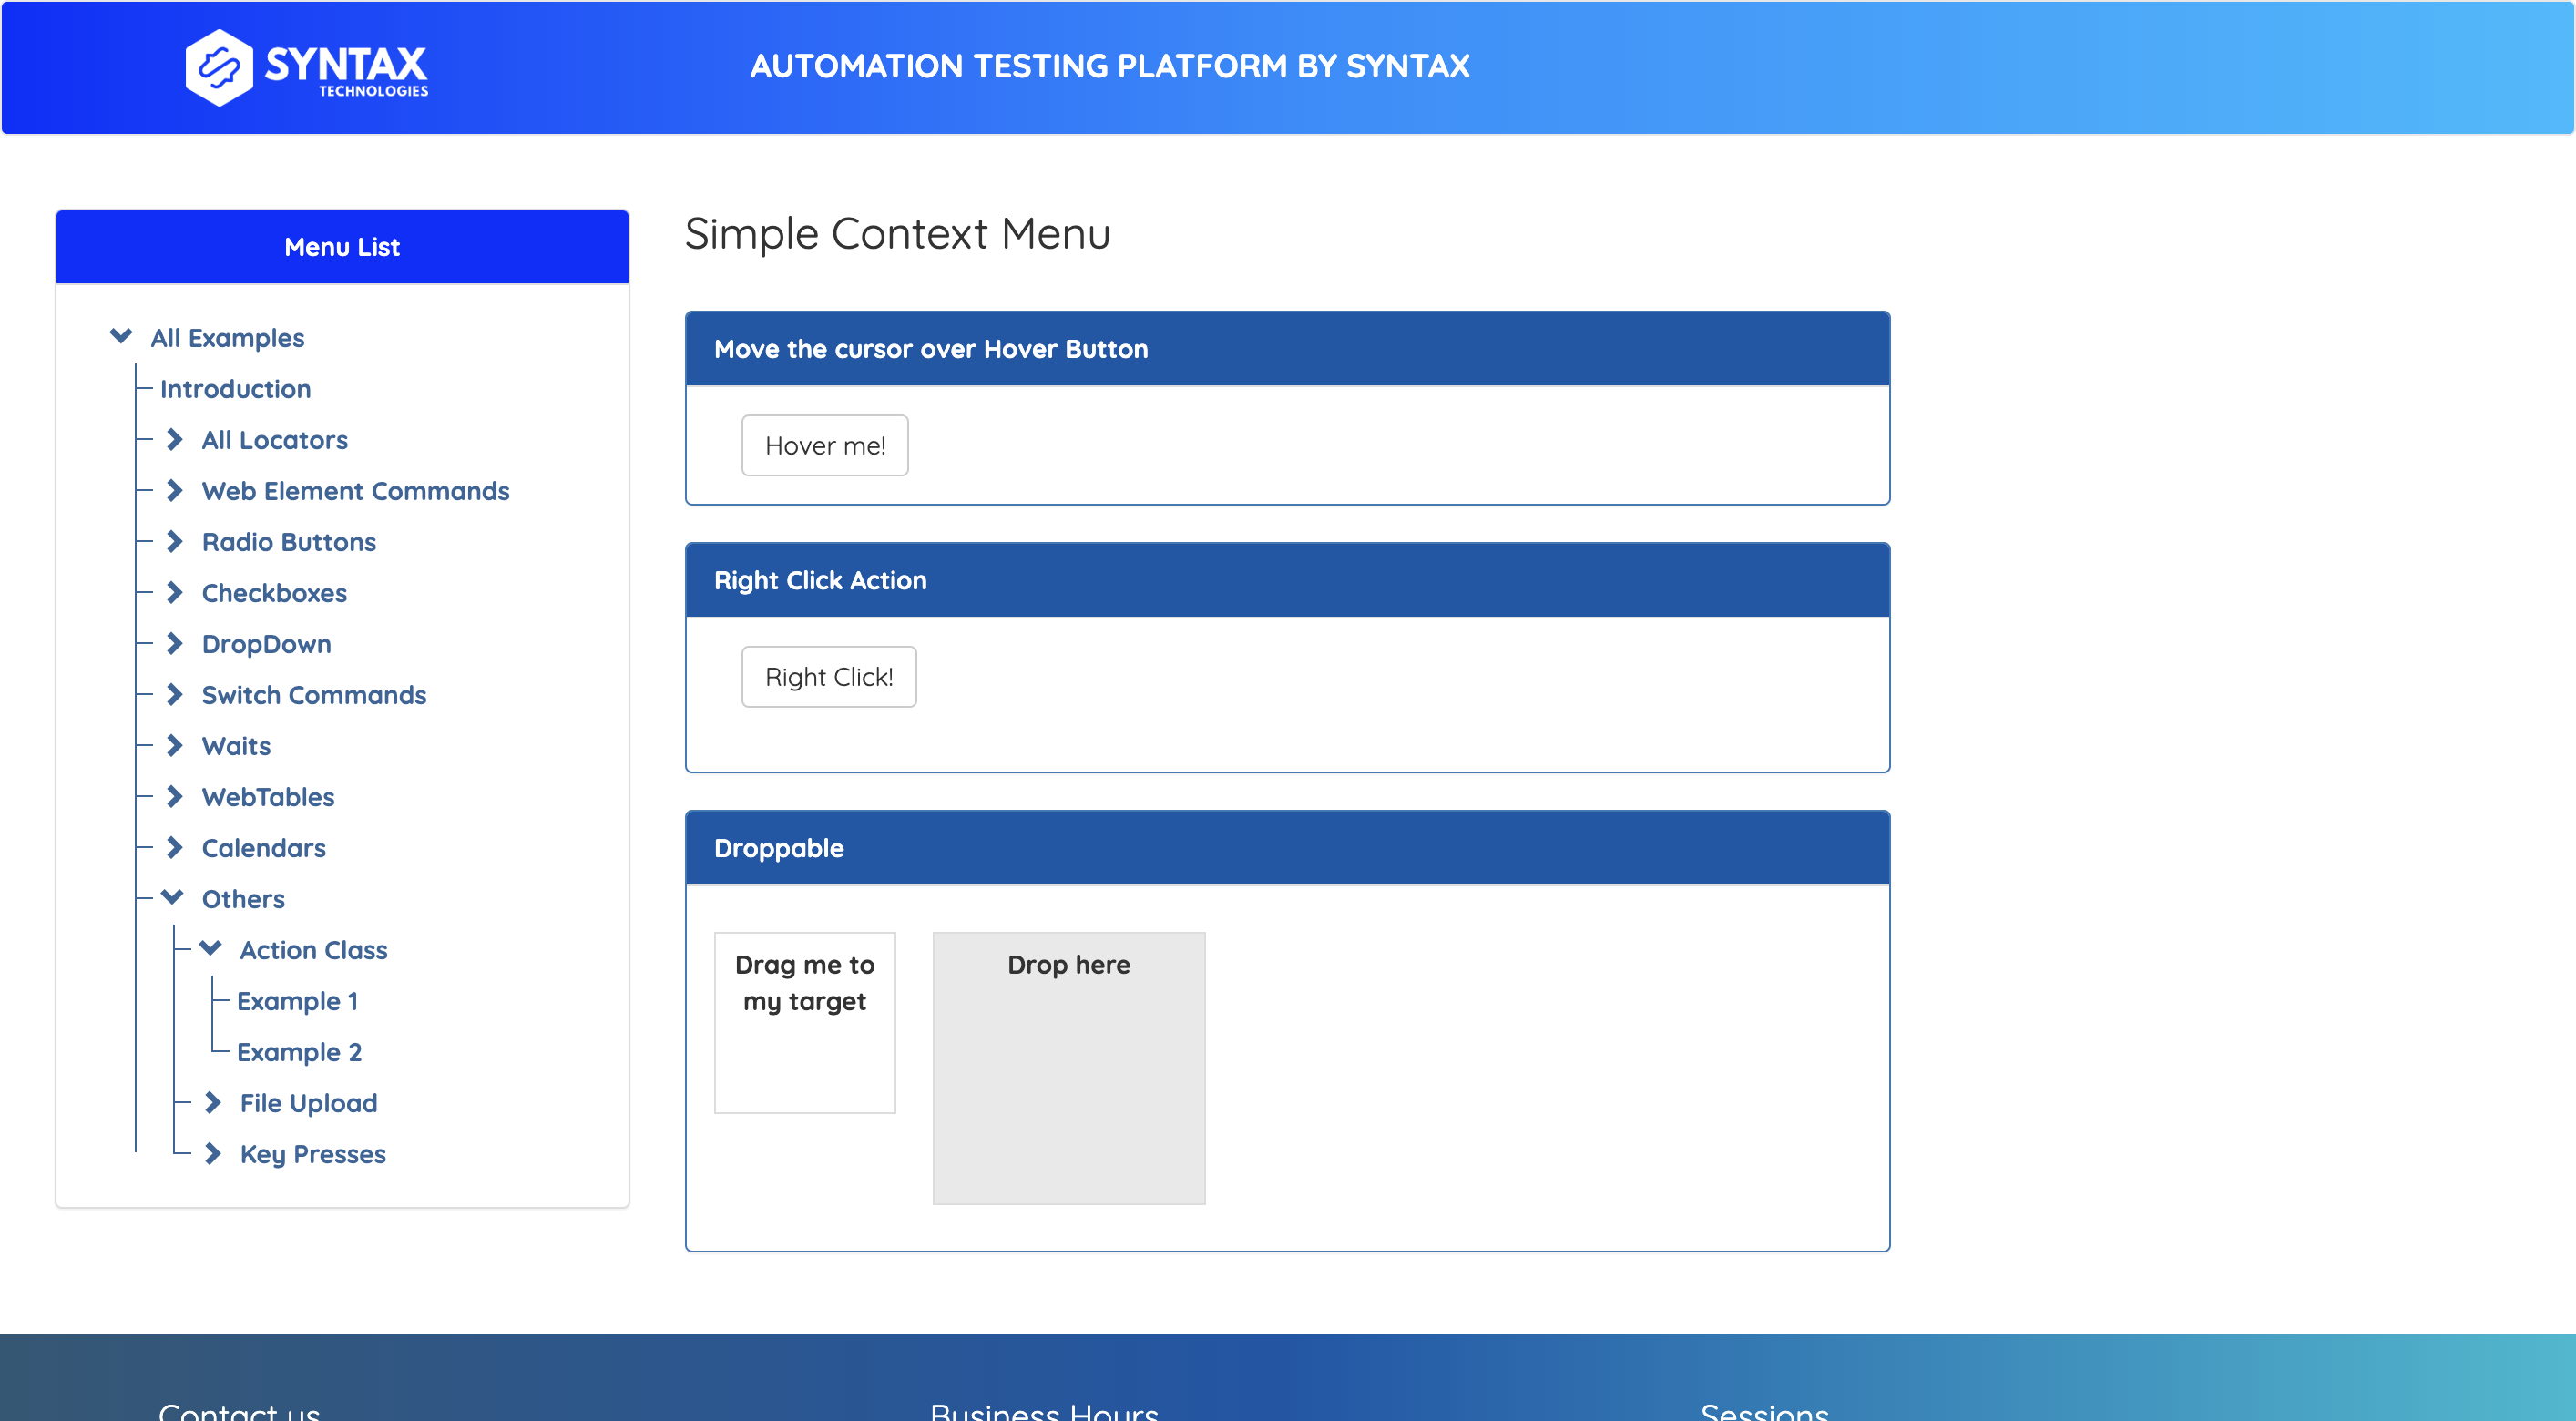 SYNTAX
TECHNOLOGIES
AUTOMATION TESTING PLATFORM BY SYNTAX
Menu List
All Examples
Introduction
All Locators
Web Element Commands
Radio Buttons
Checkboxes
DropDown
Switch Commands
Waits
WebTables
Calendars
Others
Action Class
Example 1
Example 2
File Upload
Key Presses
Simple Context Menu
Move the cursor over Hover Button
Hover me!
Right Click Action
Right Click!
Droppable
Drag me to
my target
Drop here
Contact us
Business Hours
Sessions